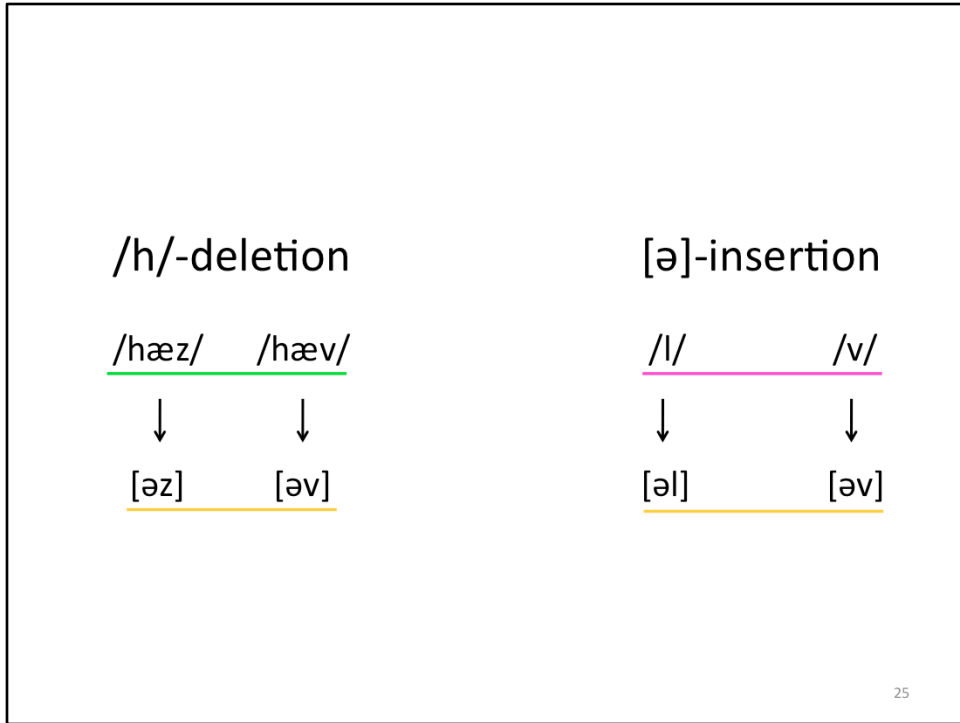 /h/-deletion [ə]-insertion
/hæz/ /hæv/ /l/ /v/
↓ ↓ ↓ ↓
[əz] [əv] [əl] [əv]
25